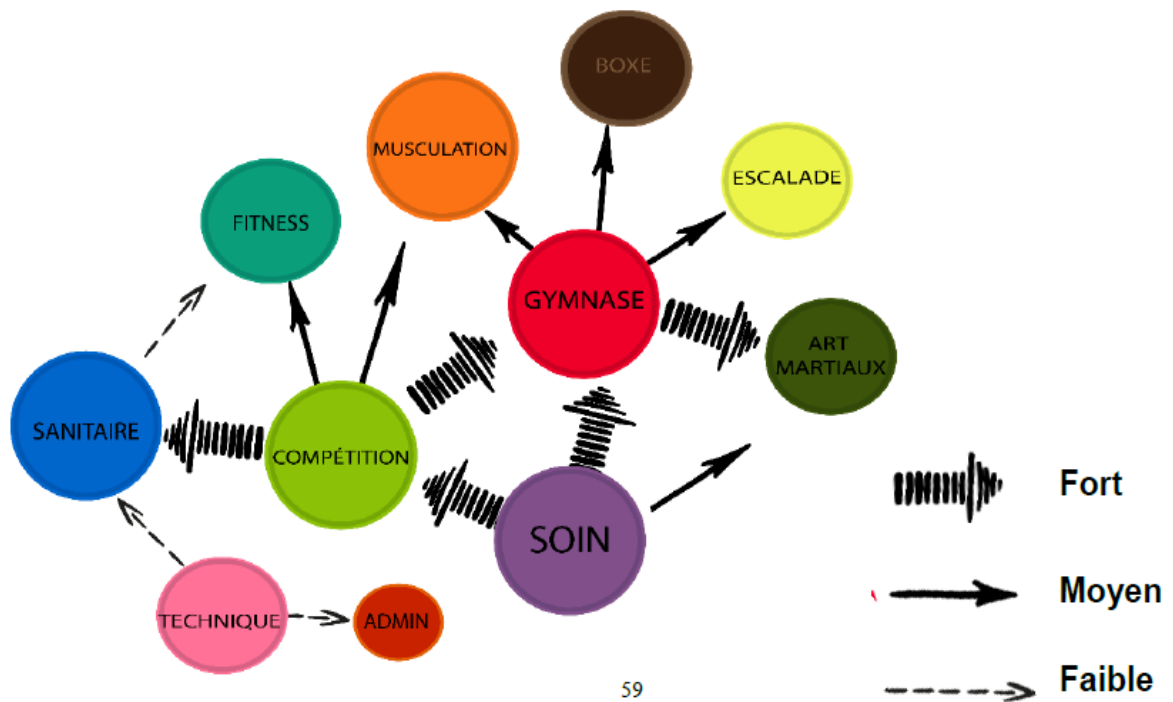 BOXE
MUSCULATION
ESCALADE
FITNESS
GYMNASE
ART
MARTIAUX
SANITAIRE
COMPÉTITION
SOIN
Fort
Moyen
TECHNIQUE
ADMIN
59
Faible